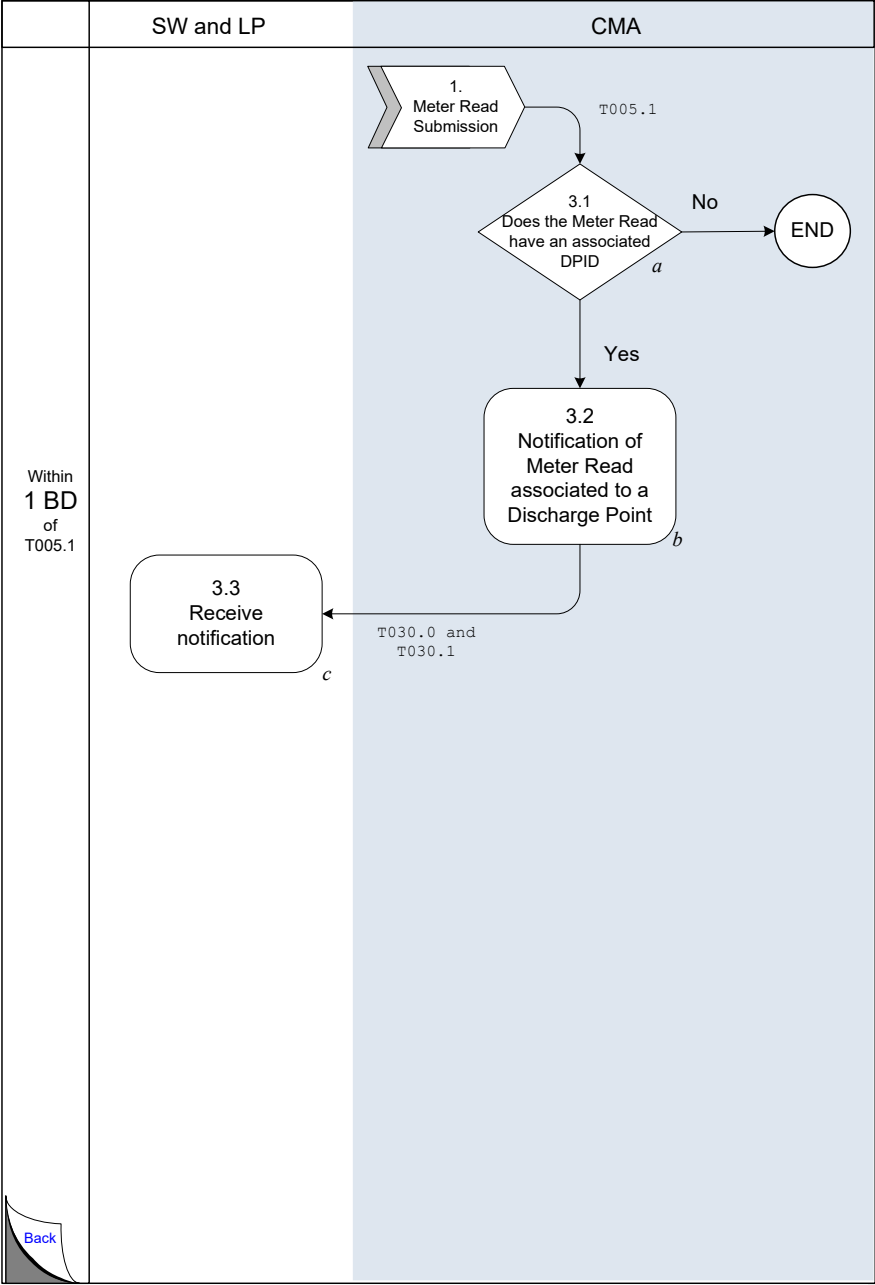 SW and LP
CMA
1.
Meter Read
Submission
T005.1
3.1
Does the Meter Read
have an associated
DPID
a
No
END
Yes
3.2
Notification of
Meter Read
associated to a
Discharge Point
b
Within
1 BD
of
T005.1
3.3
Receive
notification
c
T030.0 and
T030.1
Back